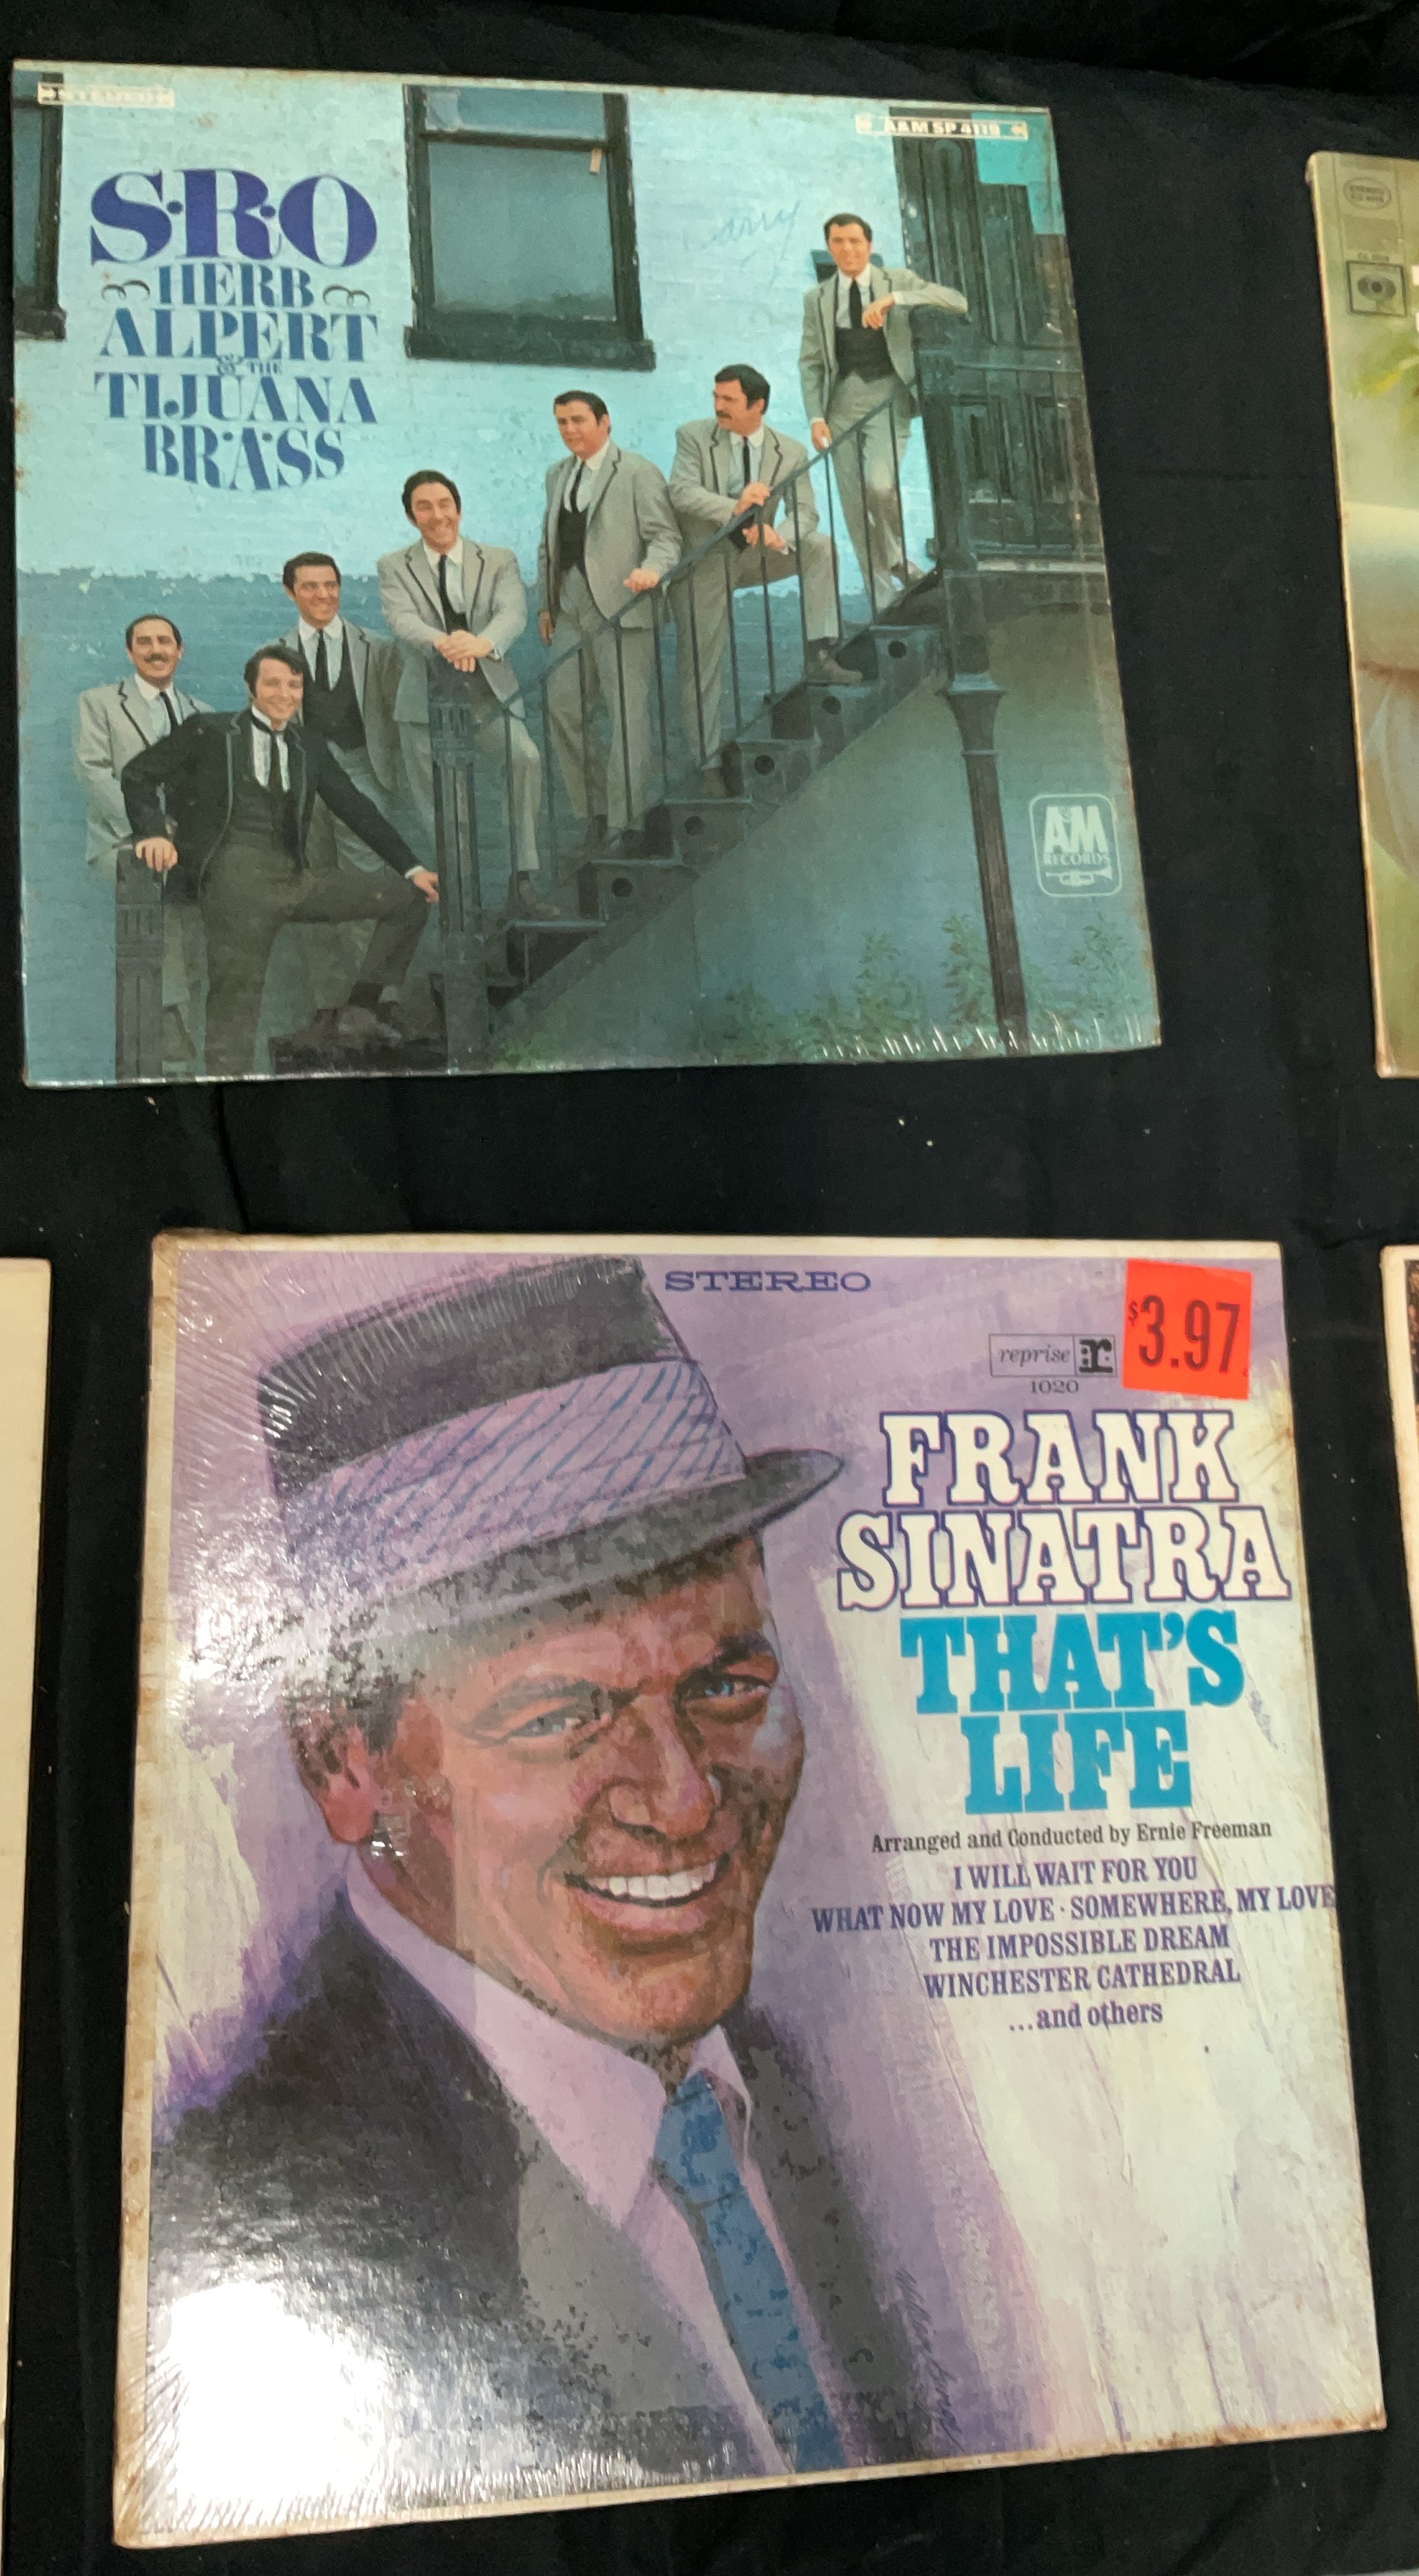 STEREO
A&M SP 4119
S·R·O
HERB
ALPERT
& THE
TIJUANA
BRASS
A&M
RECORDS
STEREO
$3.97
reprise r:
1020
FRANK
SINATRA
THAT'S
LIFE
Arranged and Conducted by Ernie Freeman
I WILL WAIT FOR YOU
WHAT NOW MY LOVE · SOMEWHERE, MY LOVE
THE IMPOSSIBLE DREAM
WINCHESTER CATHEDRAL
...and others